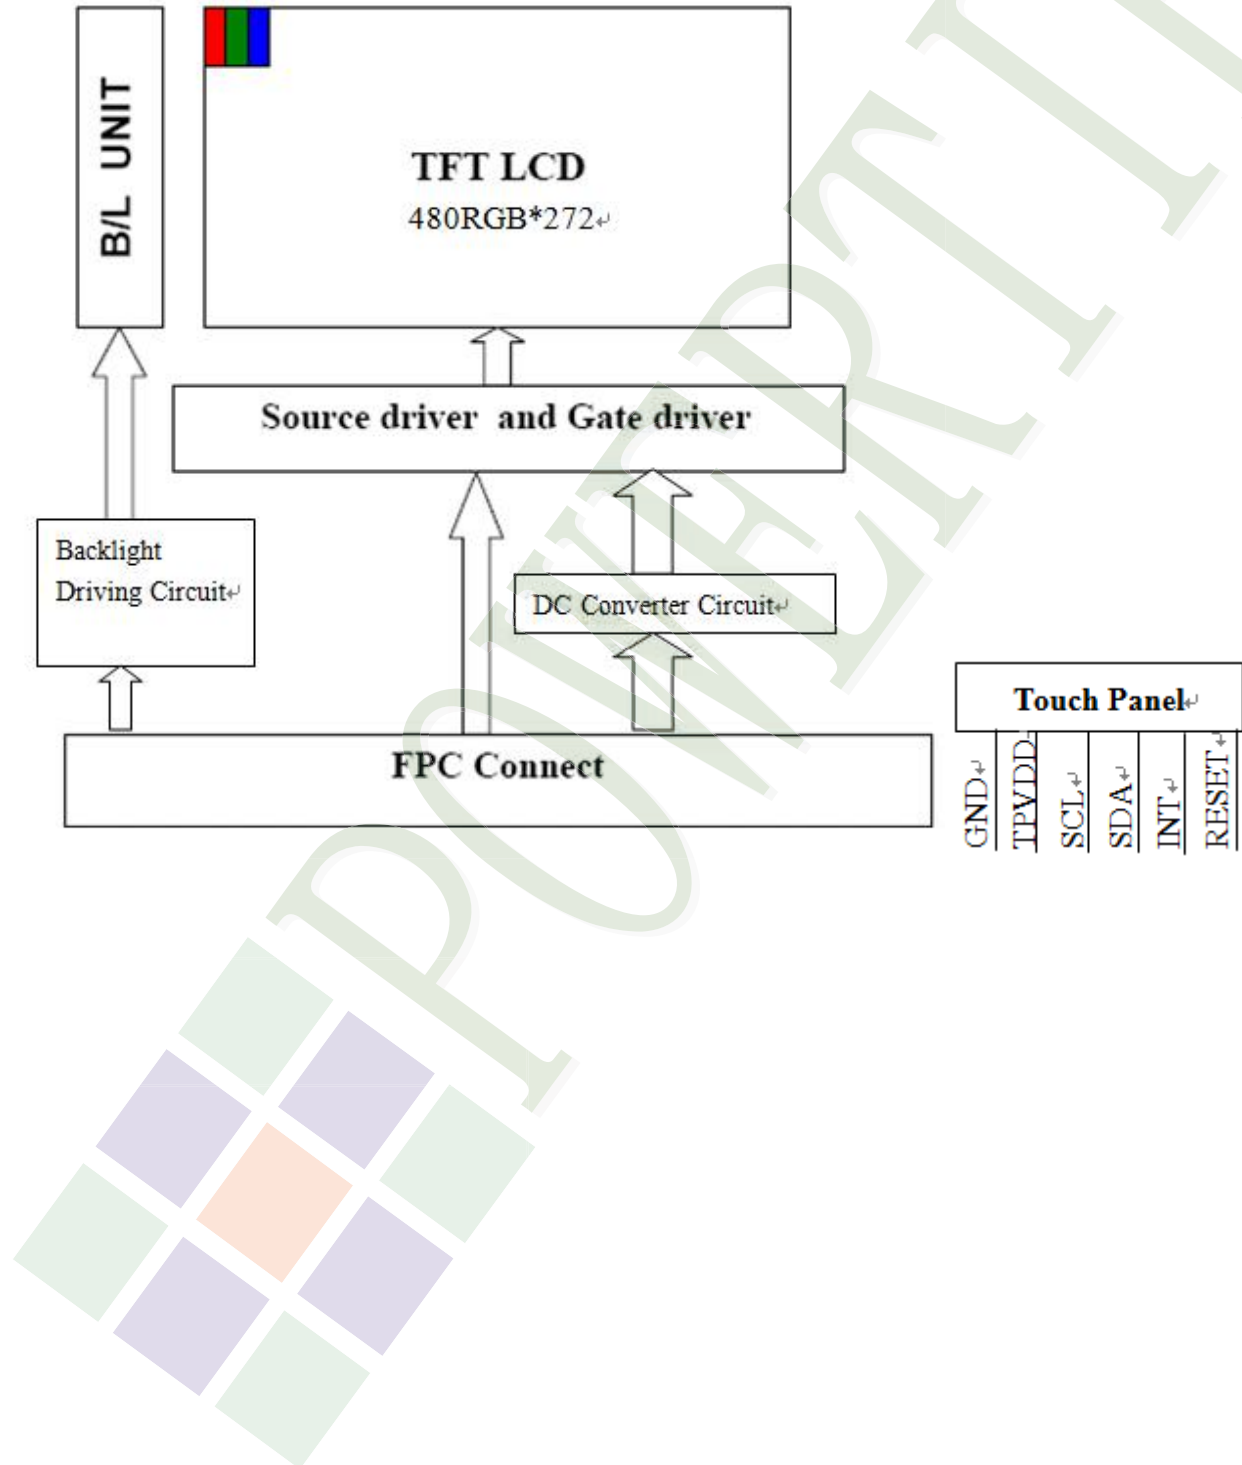 B/L UNIT
TFT LCD
480RGB*272↵
Source driver and Gate driver
Backlight
Driving Circuit↵
DC Converter Circuit↵
FPC Connect
Touch Panel↵
GND↵
TPVDD↵
SCL↵
SDA↵
INT↵
RESET↵
POWERTI